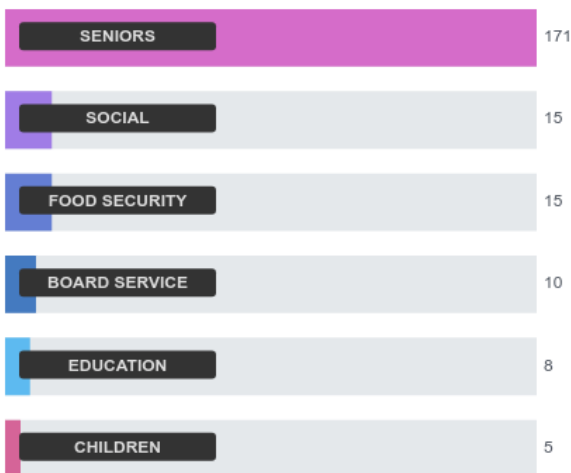 SENIORS 171
SOCIAL 15
FOOD SECURITY 15
BOARD SERVICE 10
EDUCATION 8
CHILDREN 5